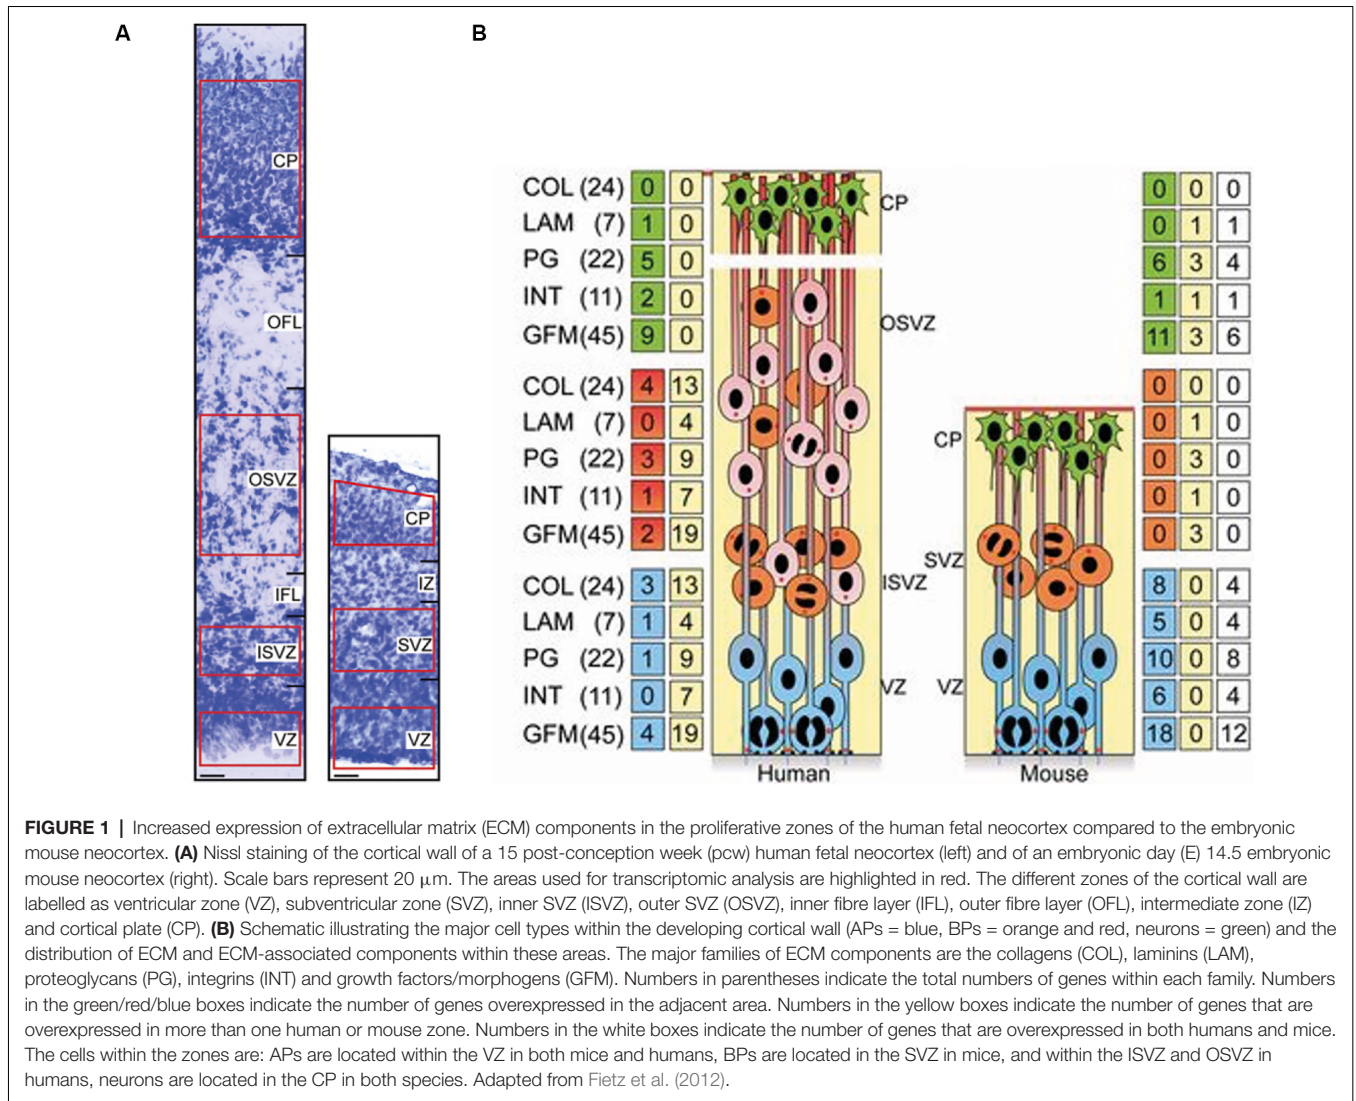 A
B
CP
OFL
OSVZ
IFL
ISVZ
VZ
CP
IZ
SVZ
VZ
COL (24) 0 0
LAM (7) 1 0
PG (22) 5 0
INT (11) 2 0
GFM(45) 9 0
COL (24) 4 13
LAM (7) 0 4
PG (22) 3 9
INT (11) 1 7
GFM(45) 2 19
COL (24) 3 13
LAM (7) 1 4
PG (22) 1 9
INT (11) 0 7
GFM(45) 4 19
CP
OSVZ
ISVZ
VZ
Human
CP
SVZ
VZ
Mouse
0 0 0
0 1 1
6 3 4
1 1 1
11 3 6
0 0 0
0 1 0
0 3 0
0 1 0
0 3 0
8 0 4
5 0 4
10 0 8
6 0 4
18 0 12
FIGURE 1 | Increased expression of extracellular matrix (ECM) components in the proliferative zones of the human fetal neocortex compared to the embryonic
mouse neocortex. (A) Nissl staining of the cortical wall of a 15 post-conception week (pcw) human fetal neocortex (left) and of an embryonic day (E) 14.5 embryonic
mouse neocortex (right). Scale bars represent 20 μm. The areas used for transcriptomic analysis are highlighted in red. The different zones of the cortical wall are
labelled as ventricular zone (VZ), subventricular zone (SVZ), inner SVZ (ISVZ), outer SVZ (OSVZ), inner fibre layer (IFL), outer fibre layer (OFL), intermediate zone (IZ)
and cortical plate (CP). (B) Schematic illustrating the major cell types within the developing cortical wall (APs = blue, BPs = orange and red, neurons = green) and the
distribution of ECM and ECM-associated components within these areas. The major families of ECM components are the collagens (COL), laminins (LAM),
proteoglycans (PG), integrins (INT) and growth factors/morphogens (GFM). Numbers in parentheses indicate the total numbers of genes within each family. Numbers
in the green/red/blue boxes indicate the number of genes overexpressed in the adjacent area. Numbers in the yellow boxes indicate the number of genes that are
overexpressed in more than one human or mouse zone. Numbers in the white boxes indicate the number of genes that are overexpressed in both humans and mice.
The cells within the zones are: APs are located within the VZ in both mice and humans, BPs are located in the SVZ in mice, and within the ISVZ and OSVZ in
humans, neurons are located in the CP in both species. Adapted from Fietz et al. (2012).